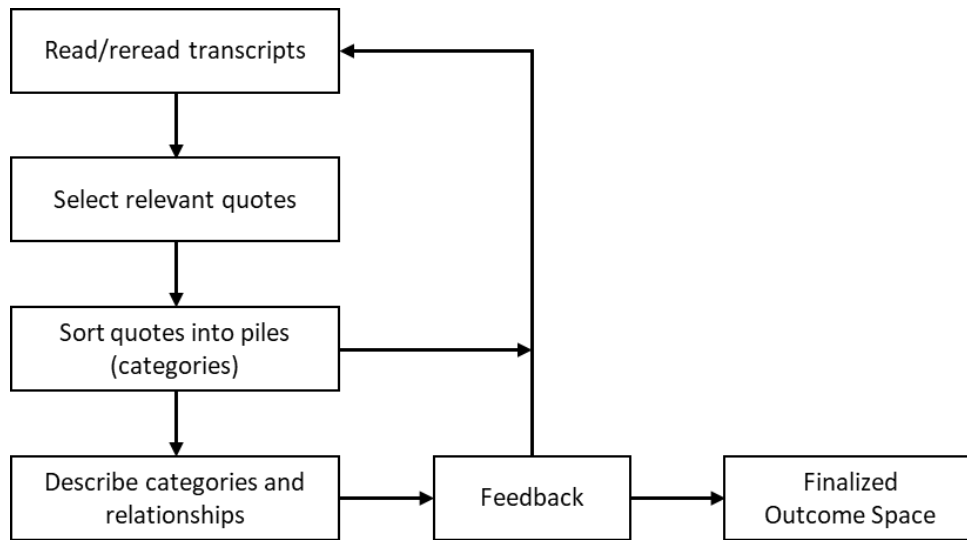 Read/reread transcripts
Select relevant quotes
Sort quotes into piles
(categories)
Describe categories and
relationships
Feedback
Finalized
Outcome Space